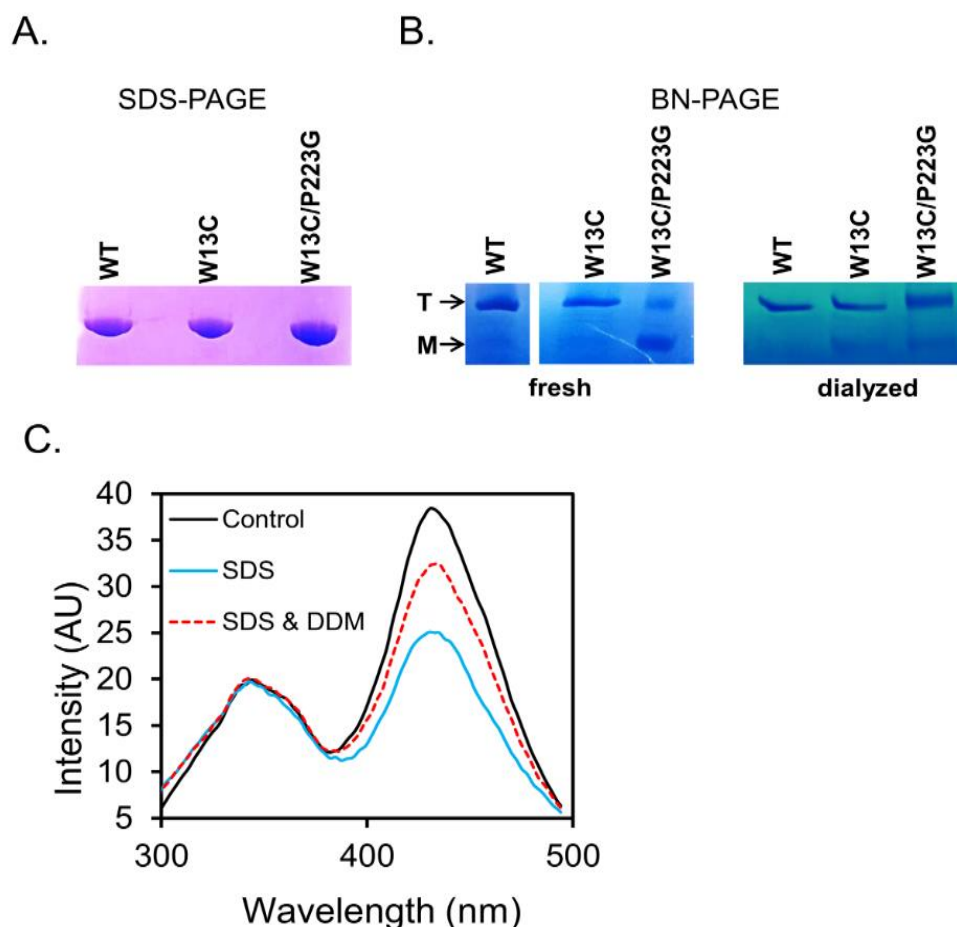 A.
B.
SDS-PAGE
BN-PAGE
WT
W13C
W13C/P223G
WT
W13C
W13C/P223G
WT
W13C
W13C/P223G
T
M
fresh
dialyzed
C.
40
35
30
25
20
15
10
5
Control
SDS
SDS & DDM
Intensity (AU)
300
400
500
Wavelength (nm)